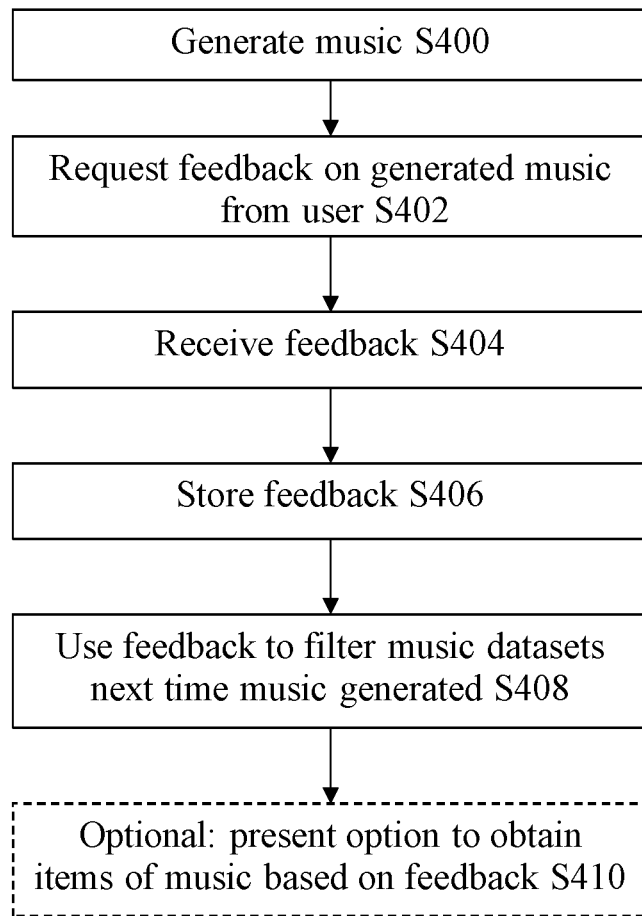 Generate music S400
Request feedback on generated music
from user S402
Receive feedback S404
Store feedback S406
Use feedback to filter music datasets
next time music generated S408
Optional: present option to obtain
items of music based on feedback S410